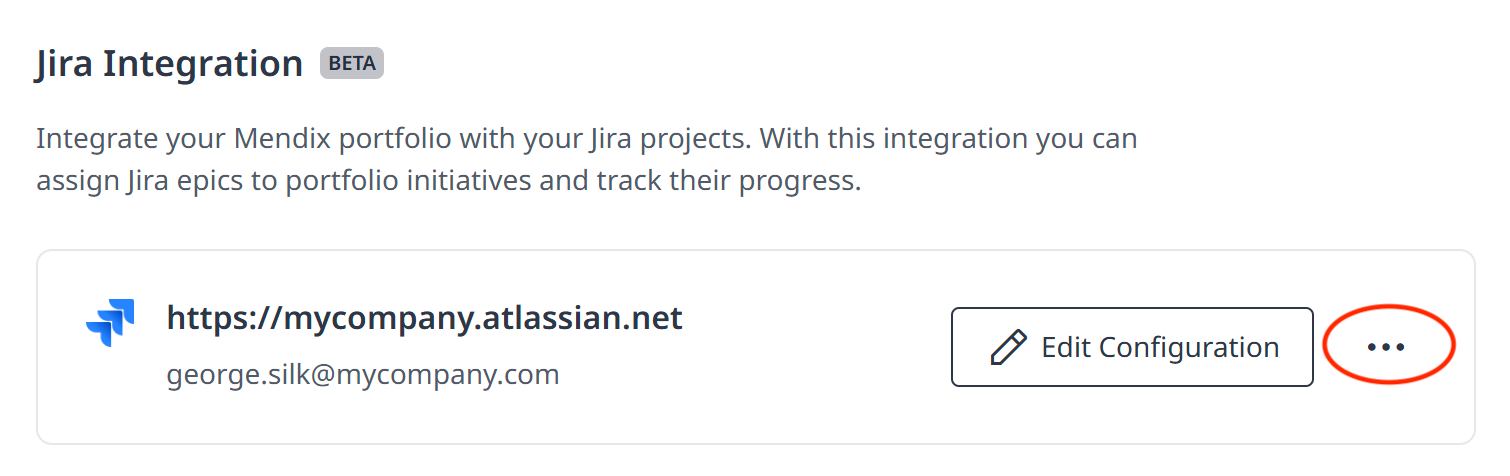 Jira Integration BETA
Integrate your Mendix portfolio with your Jira projects. With this integration you can
assign Jira epics to portfolio initiatives and track their progress.
https://mycompany.atlassian.net
george.silk@mycompany.com
Edit Configuration